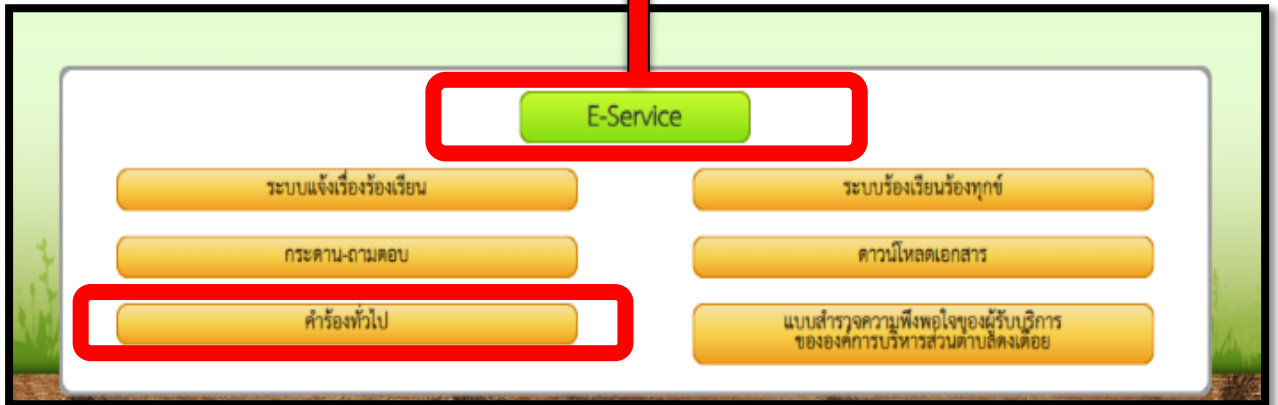 E-Service
ระบบแจ้งเรื่องร้องเรียน
ระบบร้องเรียนร้องทุกข์
กระดาน-ถามตอบ
ดาวน์โหลดเอกสาร
คำร้องทั่วไป
แบบสำรวจความพึงพอใจของผู้รับบริการ
ขององค์การบริหารส่วนตำบลดงเดือย